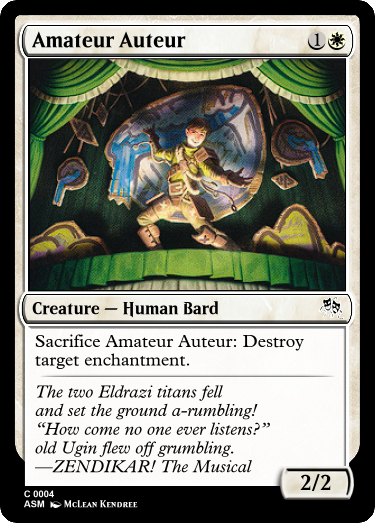 Amateur Auteur 1
Creature — Human Bard
Sacrifice Amateur Auteur: Destroy
target enchantment.
The two Eldrazi titans fell
and set the ground a-rumbling!
“How come no one ever listens?”
old Ugin flew off grumbling.
—ZENDIKAR! The Musical
2/2
C 0004
ASM McLean Kendree